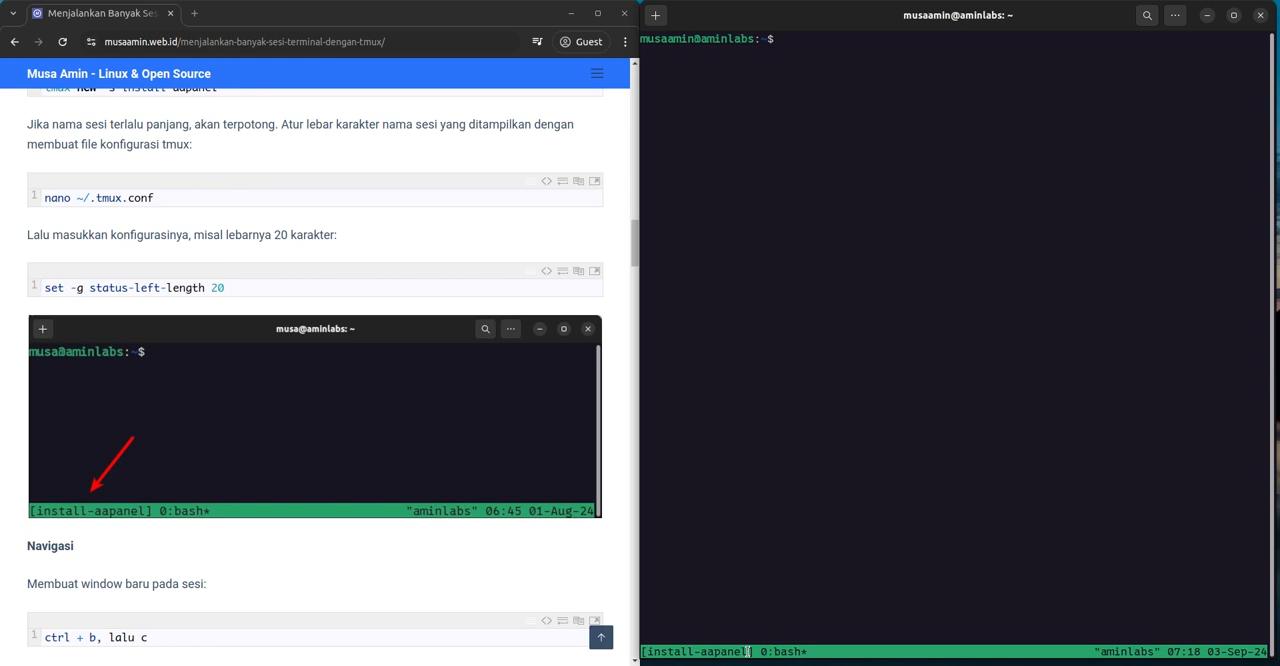 Menjalankan Banyak Ses
musaamin.web.id/menjalankan-banyak-sesi-terminal-dengan-tmux/
Guest
Musa Amin - Linux & Open Source
tmux new -s install-aapanel
Jika nama sesi terlalu panjang, akan terpotong. Atur lebar karakter nama sesi yang ditampilkan dengan
membuat file konfigurasi tmux:
1 nano ~/.tmux.conf
Lalu masukkan konfigurasinya, misal lebarnya 20 karakter:
1 set -g status-left-length 20
musa@aminlabs: ~
musa@aminlabs:~$
[install-aapanel] 0:bash* "aminlabs" 06:45 01-Aug-24
Navigasi
Membuat window baru pada sesi:
1 ctrl + b, lalu c
musaamin@aminlabs: ~
musaamin@aminlabs:~$
[install-aapanel] 0:bash* "aminlabs" 07:18 03-Sep-24